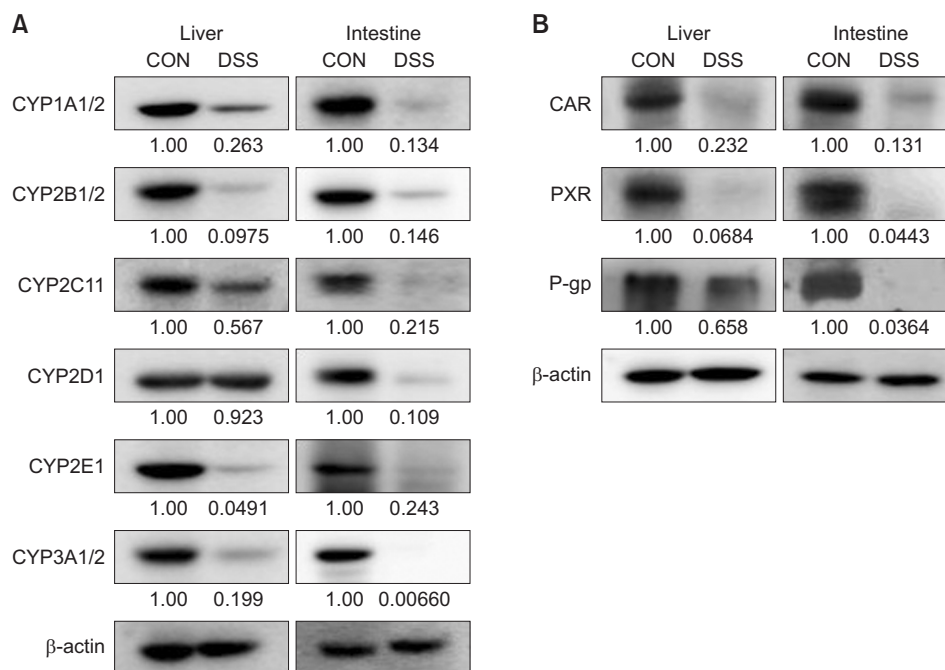 A
Liver Intestine
CON DSS CON DSS
CYP1A1/2
1.00 0.263 1.00 0.134
CYP2B1/2
1.00 0.0975 1.00 0.146
CYP2C11
1.00 0.567 1.00 0.215
CYP2D1
1.00 0.923 1.00 0.109
CYP2E1
1.00 0.0491 1.00 0.243
CYP3A1/2
1.00 0.199 1.00 0.00660
β-actin
B
Liver Intestine
CON DSS CON DSS
CAR
1.00 0.232 1.00 0.131
PXR
1.00 0.0684 1.00 0.0443
P-gp
1.00 0.658 1.00 0.0364
β-actin